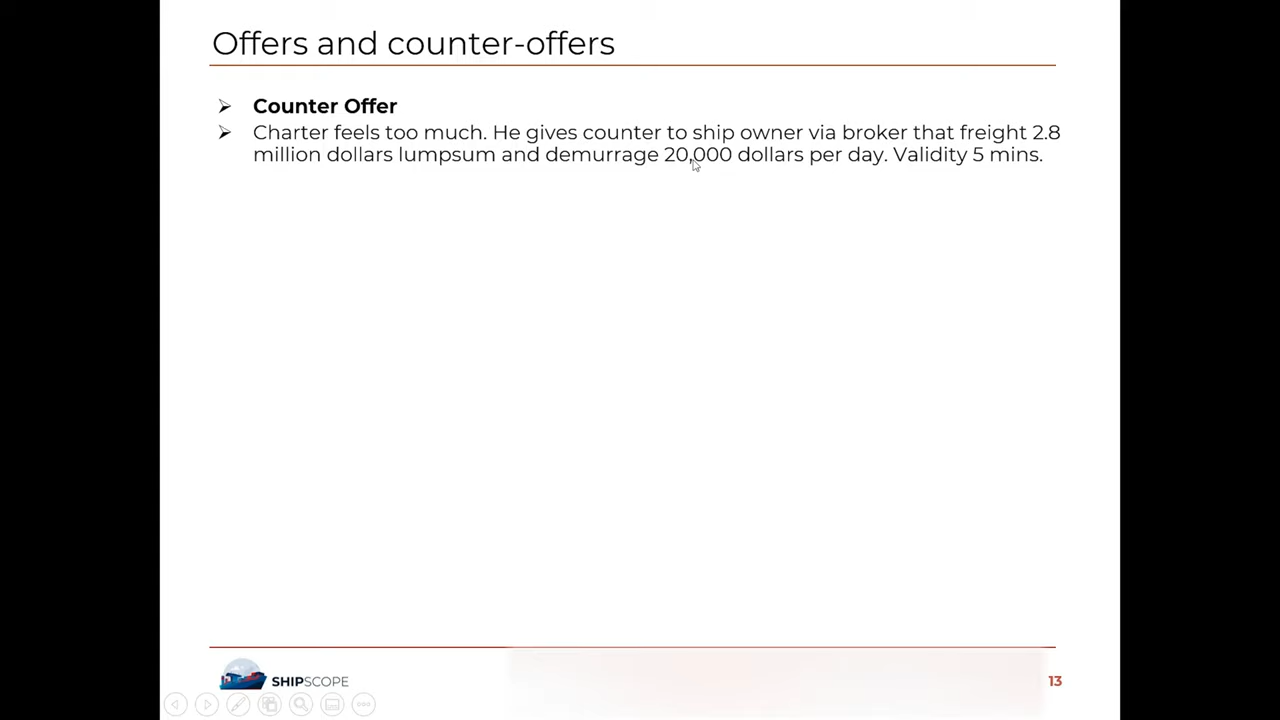 Offers and counter-offers
Counter Offer
Charter feels too much. He gives counter to ship owner via broker that freight 2.8
million dollars lumpsum and demurrage 20,000 dollars per day. Validity 5 mins.
SHIPSCOPE
13